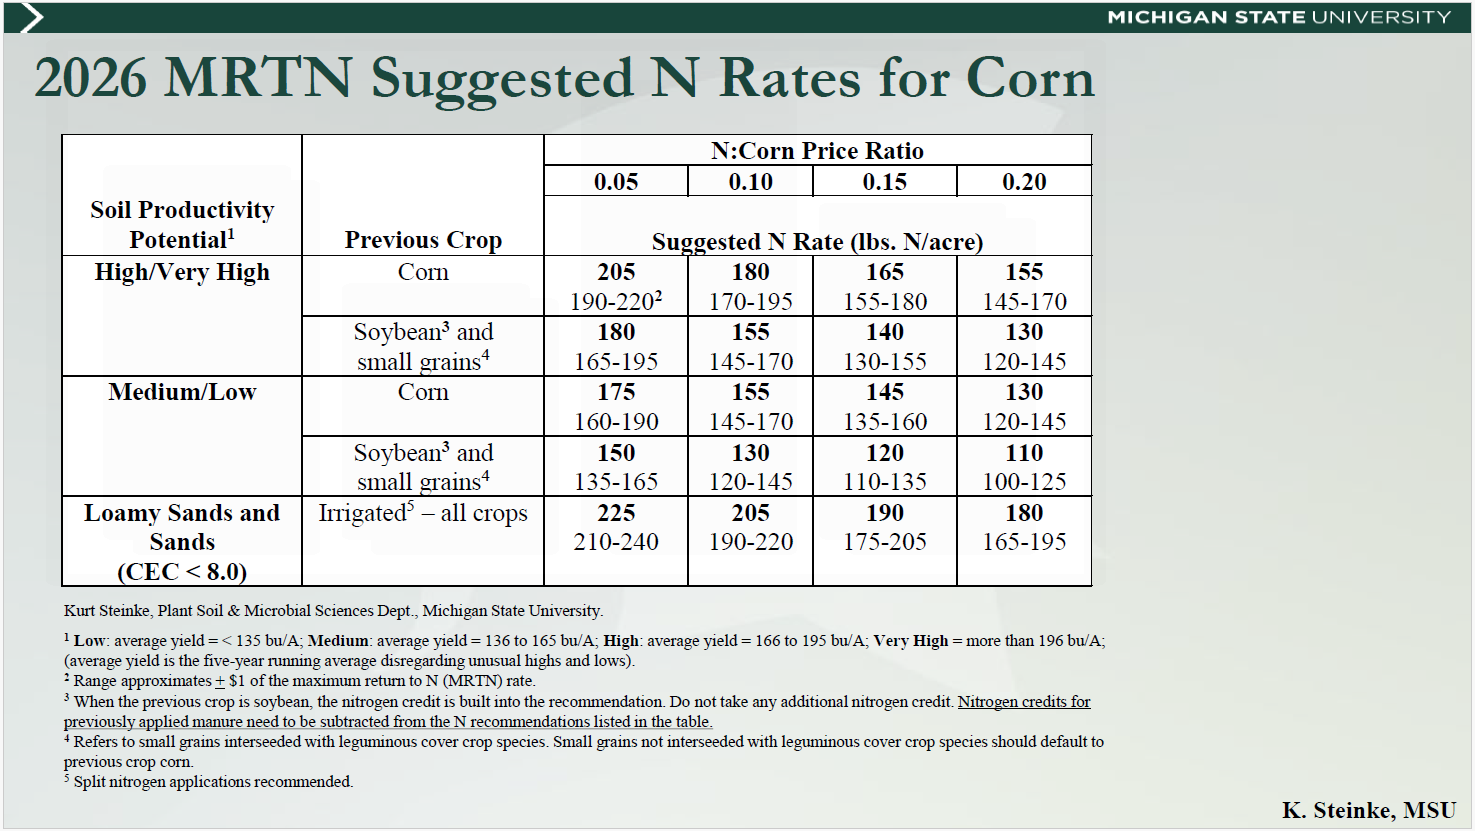 MICHIGAN STATE UNIVERSITY
2026 MRTN Suggested N Rates for Corn
N:Corn Price Ratio
0.05 0.10 0.15 0.20
Soil Productivity Potential¹ Previous Crop Suggested N Rate (lbs. N/acre)
High/Very High Corn 205 180 165 155
190-220² 170-195 155-180 145-170
Soybean³ and 180 155 140 130
small grains⁴ 165-195 145-170 130-155 120-145
Medium/Low Corn 175 155 145 130
160-190 145-170 135-160 120-145
Soybean³ and 150 130 120 110
small grains⁴ 135-165 120-145 110-135 100-125
Loamy Sands and Irrigated⁵ – all crops 225 205 190 180
Sands 210-240 190-220 175-205 165-195
(CEC < 8.0)
Kurt Steinke, Plant Soil & Microbial Sciences Dept., Michigan State University.
¹ Low: average yield = < 135 bu/A; Medium: average yield = 136 to 165 bu/A; High: average yield = 166 to 195 bu/A; Very High = more than 196 bu/A;
(average yield is the five-year running average disregarding unusual highs and lows).
² Range approximates ± $1 of the maximum return to N (MRTN) rate.
³ When the previous crop is soybean, the nitrogen credit is built into the recommendation. Do not take any additional nitrogen credit. Nitrogen credits for
previously applied manure need to be subtracted from the N recommendations listed in the table.
⁴ Refers to small grains interseeded with leguminous cover crop species. Small grains not interseeded with leguminous cover crop species should default to
previous crop corn.
⁵ Split nitrogen applications recommended.
K. Steinke, MSU